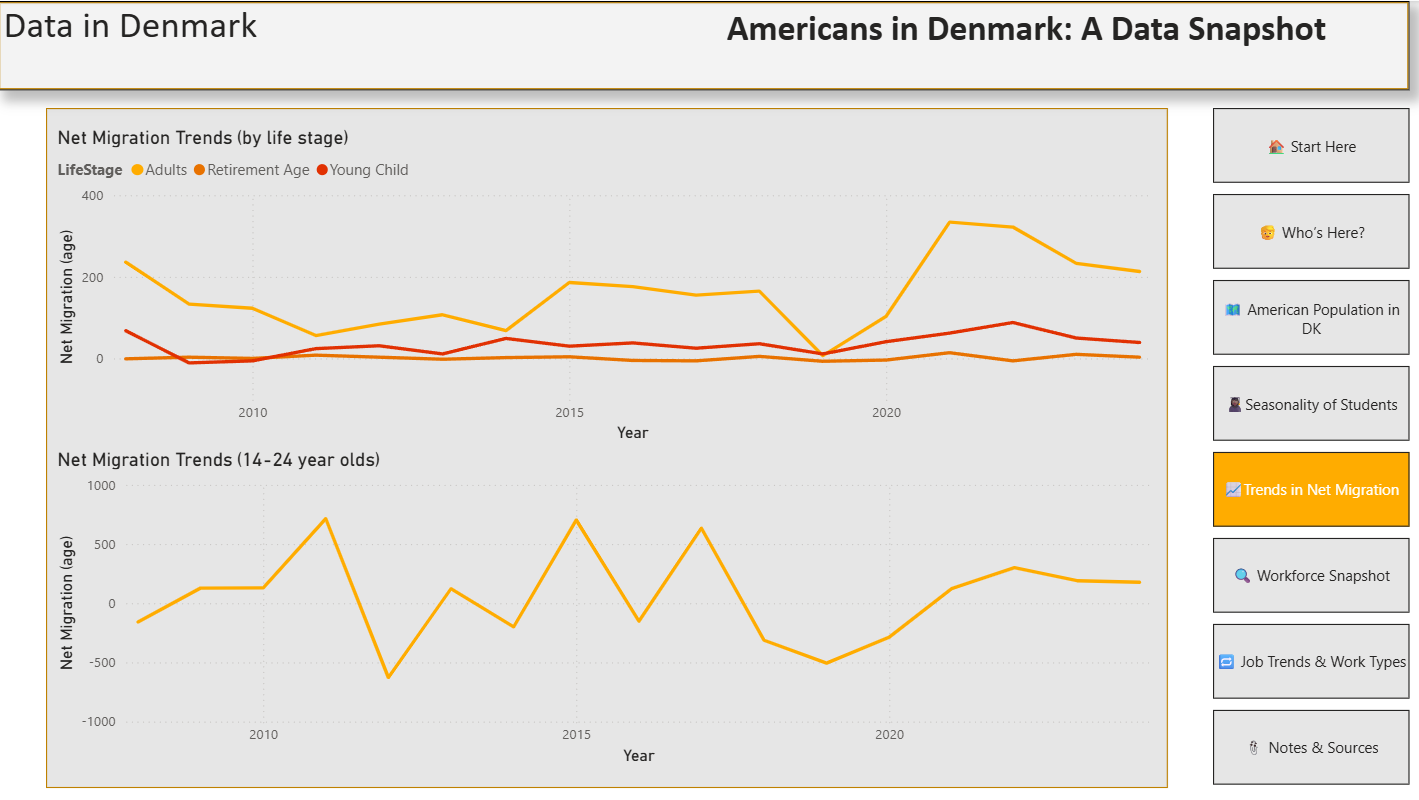 Data in Denmark
Americans in Denmark: A Data Snapshot
Net Migration Trends (by life stage)
LifeStage Adults Retirement Age Young Child
Net Migration (age)
400
200
0
2010 2015 2020
Year
Net Migration Trends (14-24 year olds)
Net Migration (age)
1000
500
0
-500
-1000
2010 2015 2020
Year
Start Here
Who's Here?
American Population in
DK
Seasonality of Students
Trends in Net Migration
Workforce Snapshot
Job Trends & Work Types
Notes & Sources